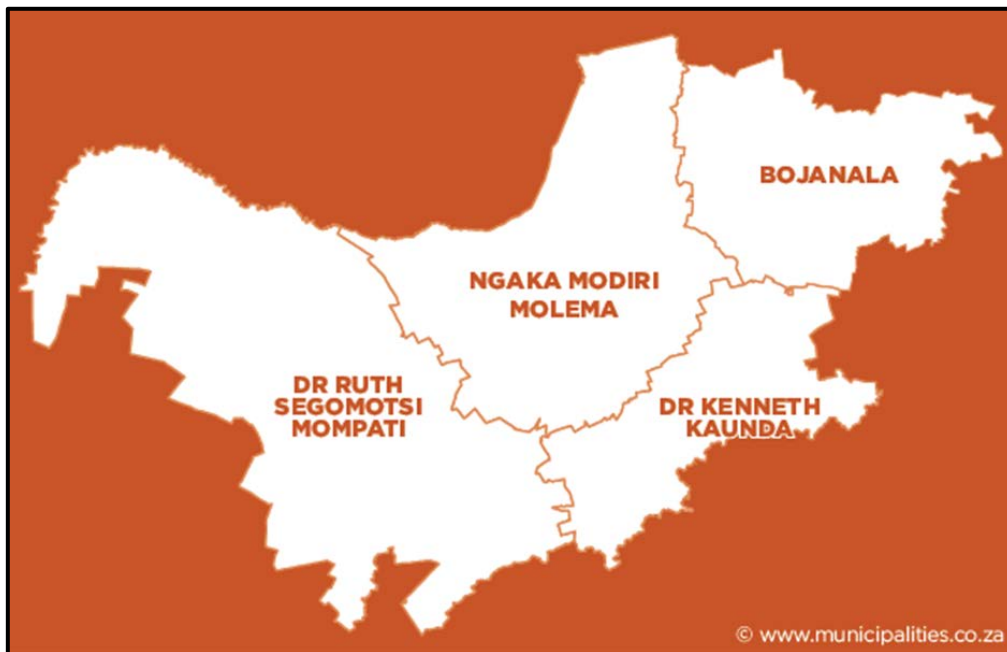 BOJANALA
NGAKA MODIRI
MOLEMA
DR RUTH
SEGOMOTSI
MOMPATI
DR KENNETH
KAUNDA
© www.municipalities.co.za